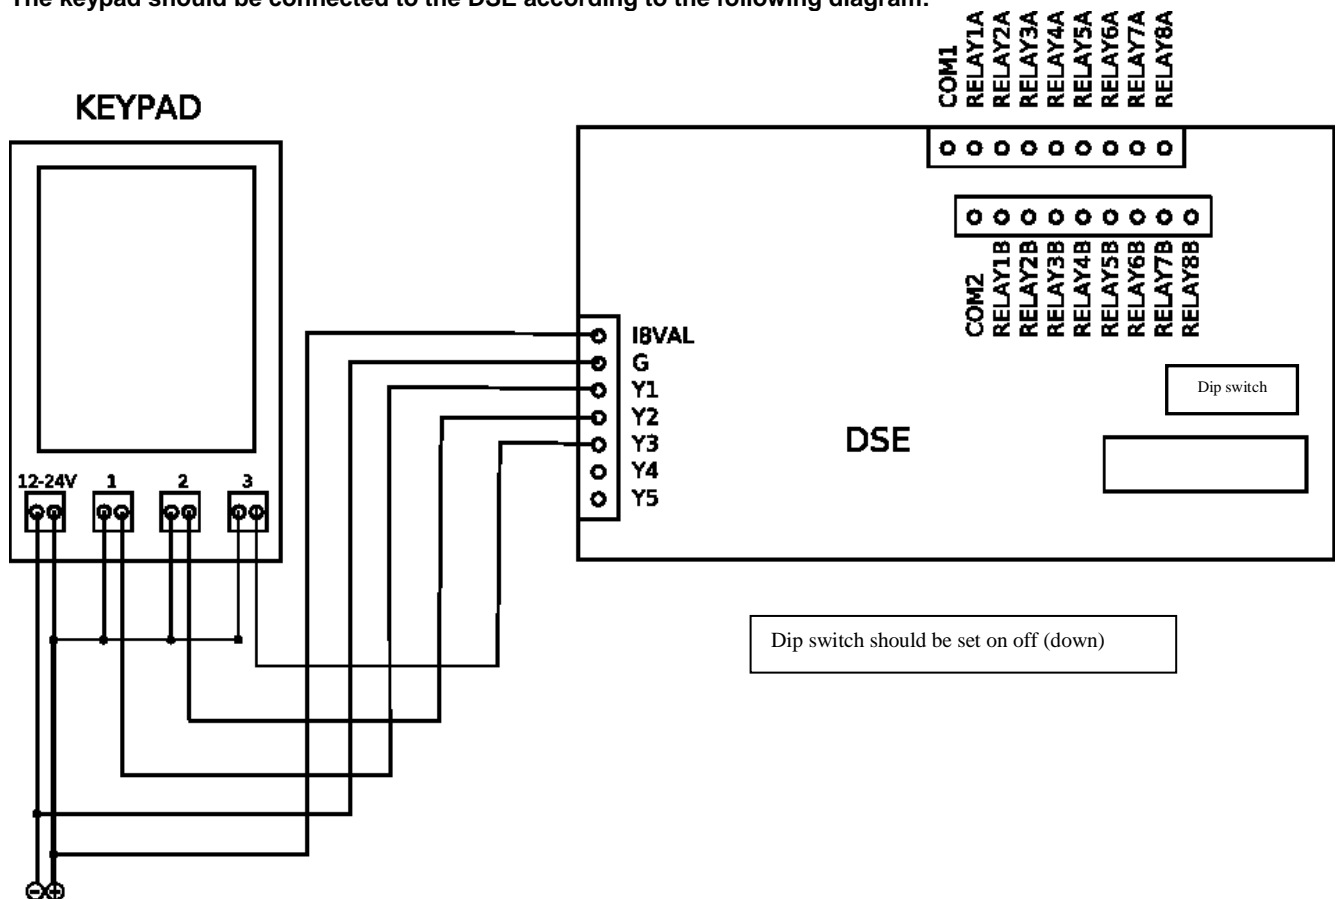 The keypad should be connected to the DSE according to the following diagram:
COM1
RELAY1A
RELAY2A
RELAY3A
RELAY4A
RELAY5A
RELAY6A
RELAY7A
RELAY8A
KEYPAD
COM2
RELAY1B
RELAY2B
RELAY3B
RELAY4B
RELAY5B
RELAY6B
RELAY7B
RELAY8B
I8VAL
G
Y1
Y2
Y3
Y4
Y5
DSE
Dip switch
12-24V 1 2 3
Dip switch should be set on off (down)
- +